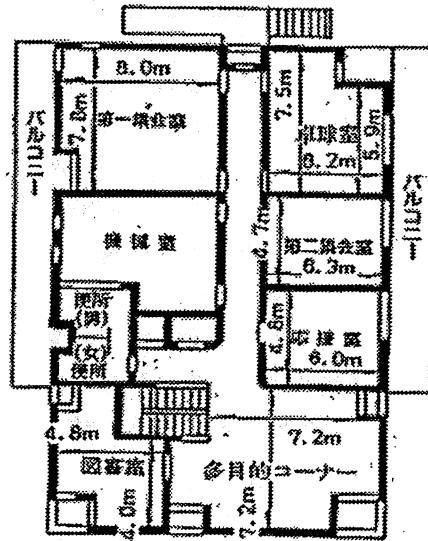 8.0m
7.8m
第一集会室
バルコニー
7.5m
卓球室
5.9m
6.2m
機械室
4.7m
第二集会室
6.3m
バルコニー
便所
(男)
(女)
便所
4.8m
応接室
6.0m
4.8m
図書室
4.0m
7.2m
多目的コーナー
7.2m